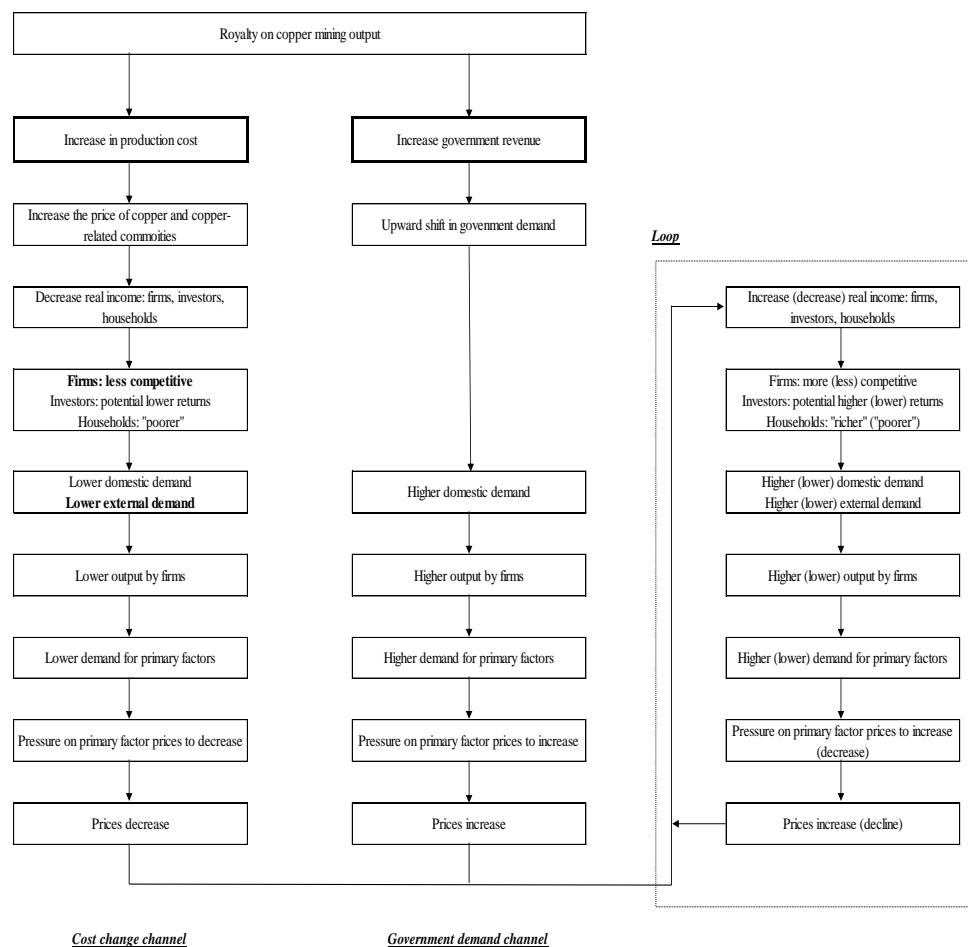 Royalty on copper mining output
Increase in production cost
Increase the price of copper and copper-
related commoities
Decrease real income: firms, investors,
households
Firms: less competitive
Investors: potential lower returns
Households: "poorer"
Lower domestic demand
Lower external demand
Lower output by firms
Lower demand for primary factors
Pressure on primary factor prices to decrease
Prices decrease
Cost change channel
Increase government revenue
Upward shift in govenment demand
Higher domestic demand
Higher output by firms
Higher demand for primary factors
Pressure on primary factor prices to increase
Prices increase
Government demand channel
Loop
Increase (decrease) real income: firms,
investors, households
Firms: more (less) competitive
Investors: potential higher (lower) returns
Households: "richer" ("poorer")
Higher (lower) domestic demand
Higher (lower) external demand
Higher (lower) output by firms
Higher (lower) demand for primary factors
Pressure on primary factor prices to increase
(decrease)
Prices increase (decline)